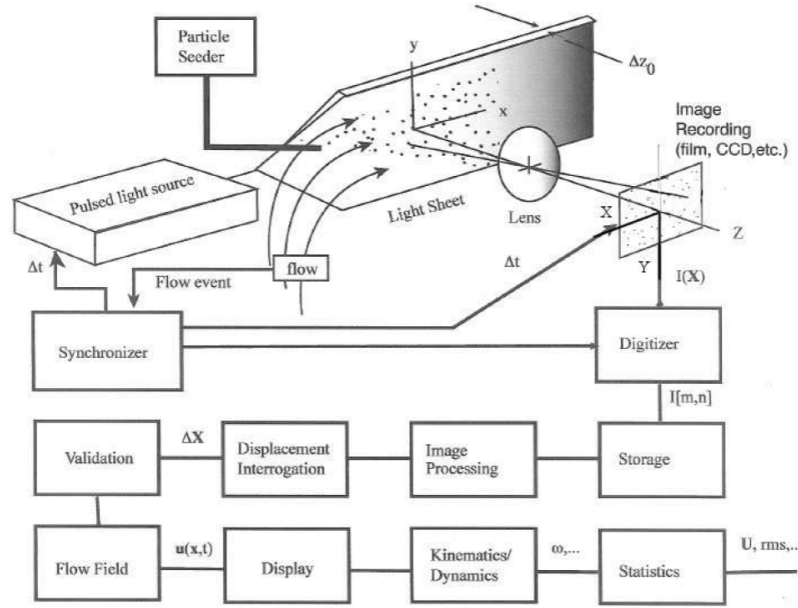 Particle
Seeder
y
Δz0
x
Image
Recording
(film, CCD,etc.)
Pulsed light source
Light Sheet
Lens
X
Z
Y
I(X)
Δt
Flow event
flow
Δt
Synchronizer
Digitizer
I[m,n]
Validation
ΔX
Displacement
Interrogation
Image
Processing
Storage
Flow Field
u(x,t)
Display
Kinematics/
Dynamics
ω,...
Statistics
U, rms,..